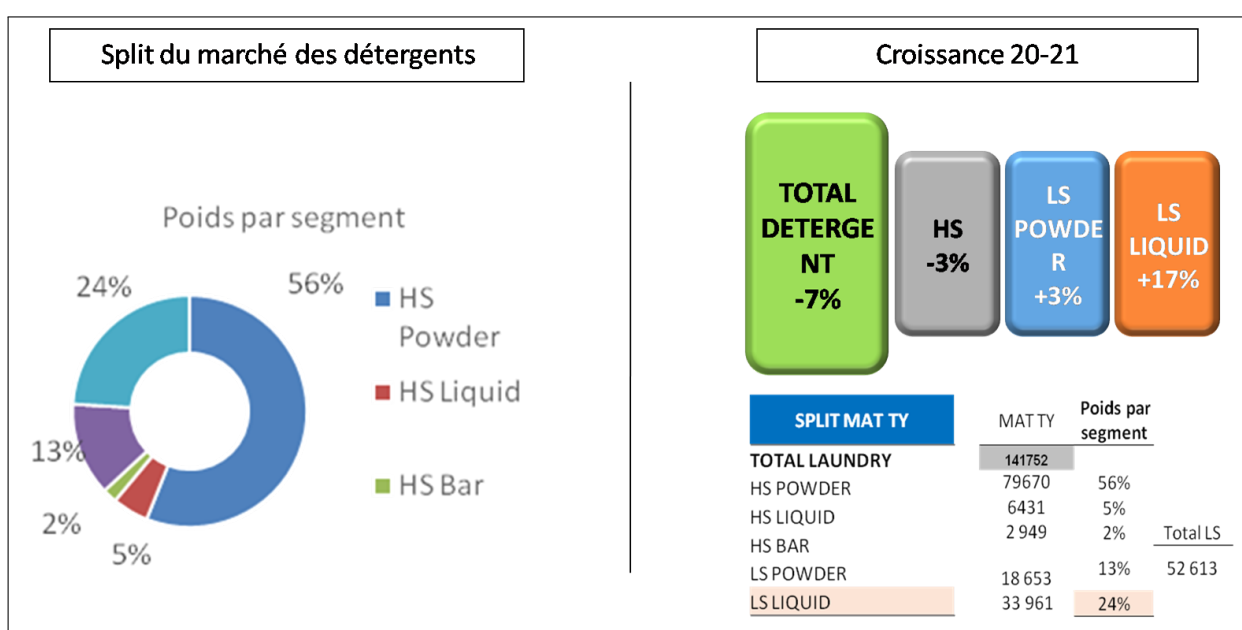 Split du marché des détergents
Croissance 20-21
Poids par segment
24%
56%
13%
2%
5%
HS
Powder
HS Liquid
HS Bar
TOTAL
DETERGE
NT
-7%
HS
-3%
LS
POWDE
R
+3%
LS
LIQUID
+17%
SPLIT MAT TY
MAT TY
Poids par
segment
TOTAL LAUNDRY
141752
HS POWDER
79670
56%
HS LIQUID
6431
5%
HS BAR
2 949
2%
Total LS
LS POWDER
18 653
13%
52 613
LS LIQUID
33 961
24%